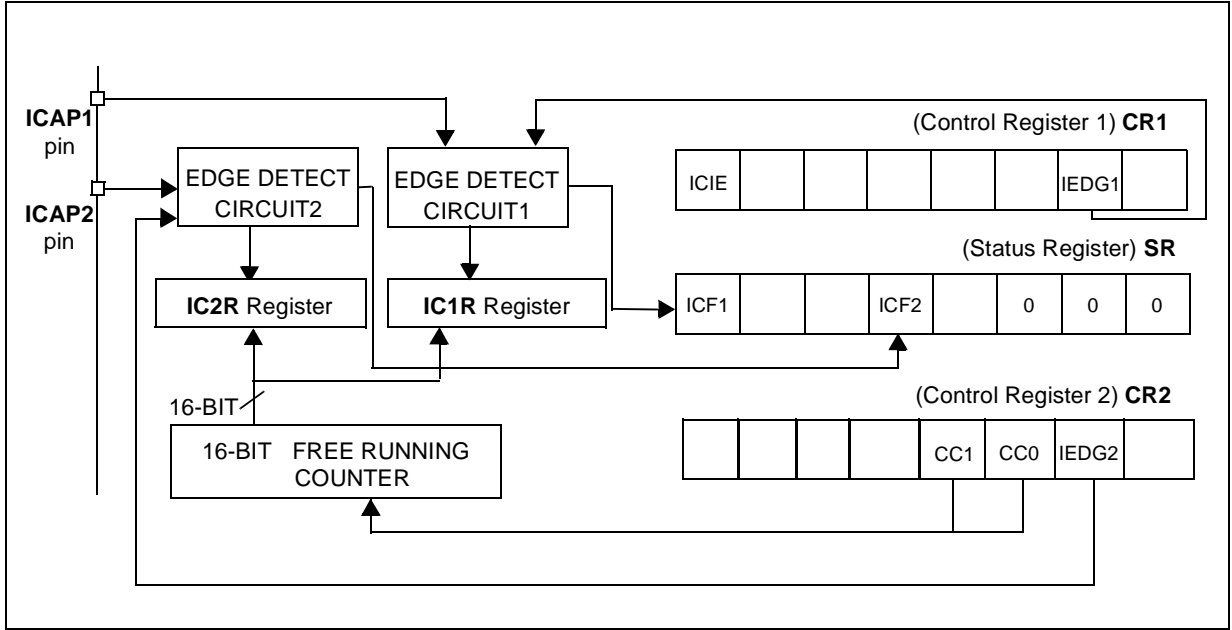 ICAP1
pin
ICAP2
pin
EDGE DETECT
CIRCUIT2
EDGE DETECT
CIRCUIT1
IC2R Register
IC1R Register
16-BIT
16-BIT FREE RUNNING
COUNTER
(Control Register 1) CR1
ICIE IEDG1
(Status Register) SR
ICF1 ICF2 0 0 0
(Control Register 2) CR2
CC1 CC0 IEDG2